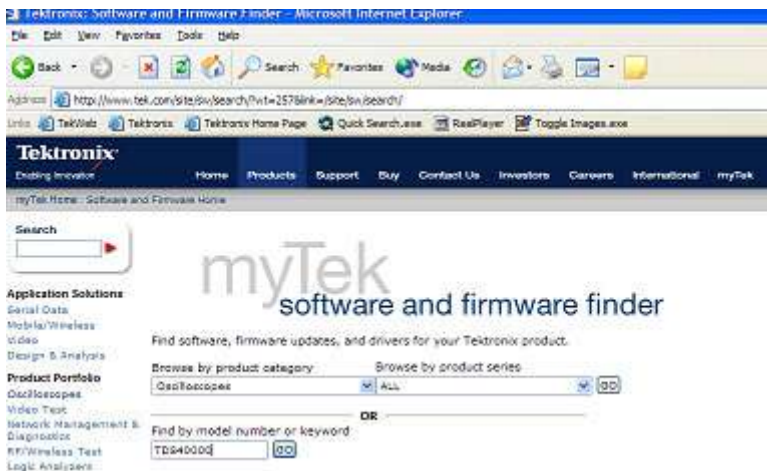 Tektronix: Software and Firmware Finder - Microsoft Internet Explorer
File Edit View Favorites Tools Help
Back Search Favorites Media
Address http://www.tek.com/site/sw/search/?wt=257&link=/site/sw/search/
Links TekWeb Tektronix Tektronix Home Page Quick Search.exe RealPlayer Toggle Images.exe
Tektronix
Enabling Innovation
Home Products Support Buy Contact Us Investors Careers International myTek
myTek Home : Software and Firmware Home
Search
myTek
software and firmware finder
Application Solutions
Serial Data
Mobile/Wireless
Video
Design & Analysis
Product Portfolio
Oscilloscopes
Video Test
Network Management &
Diagnostics
RF/Wireless Test
Logic Analyzers
Find software, firmware updates, and drivers for your Tektronix product.
Browse by product category Browse by product series
Oscilloscopes ALL GO
OR
Find by model number or keyword
TDS4000 GO